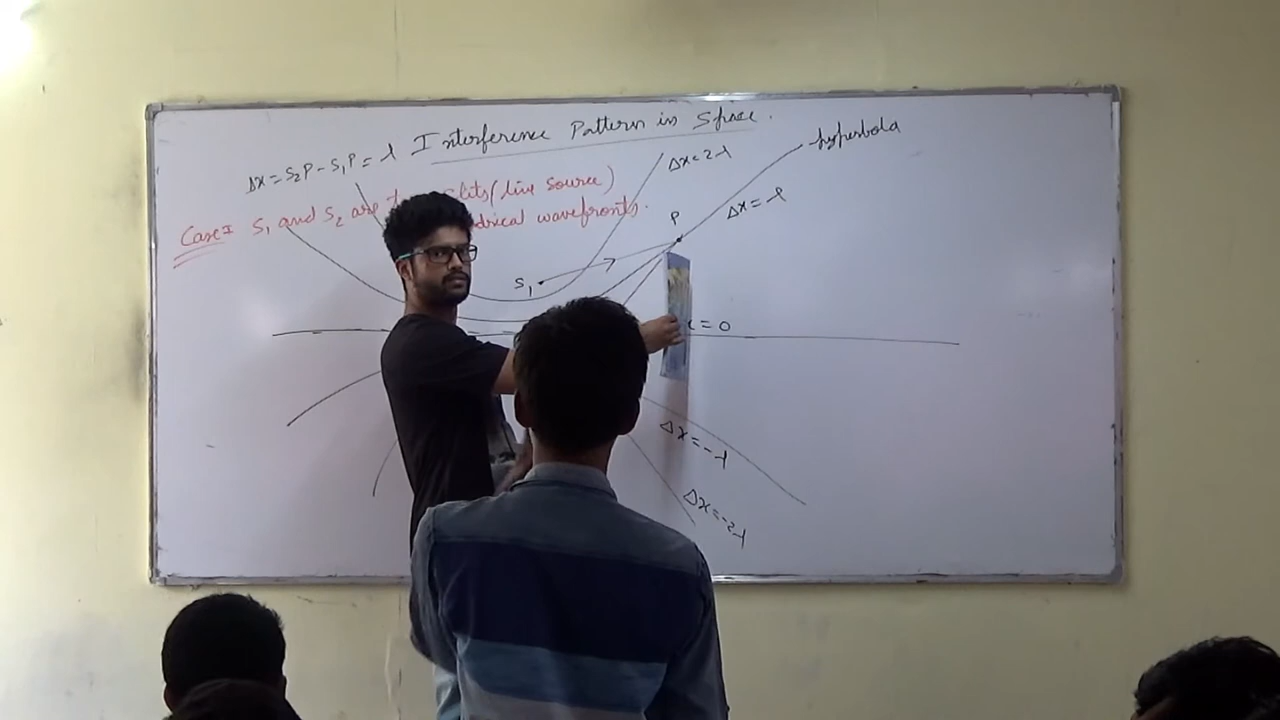 Interference Pattern in Space.
Δx = S₂P - S₁P = λ
Case I S₁ and S₂ are slits (line source)
wavefronts.
Δx = 2λ
hyperbola
Δx = λ
P
S₁
= 0
Δx = -λ
Δx = -2λ